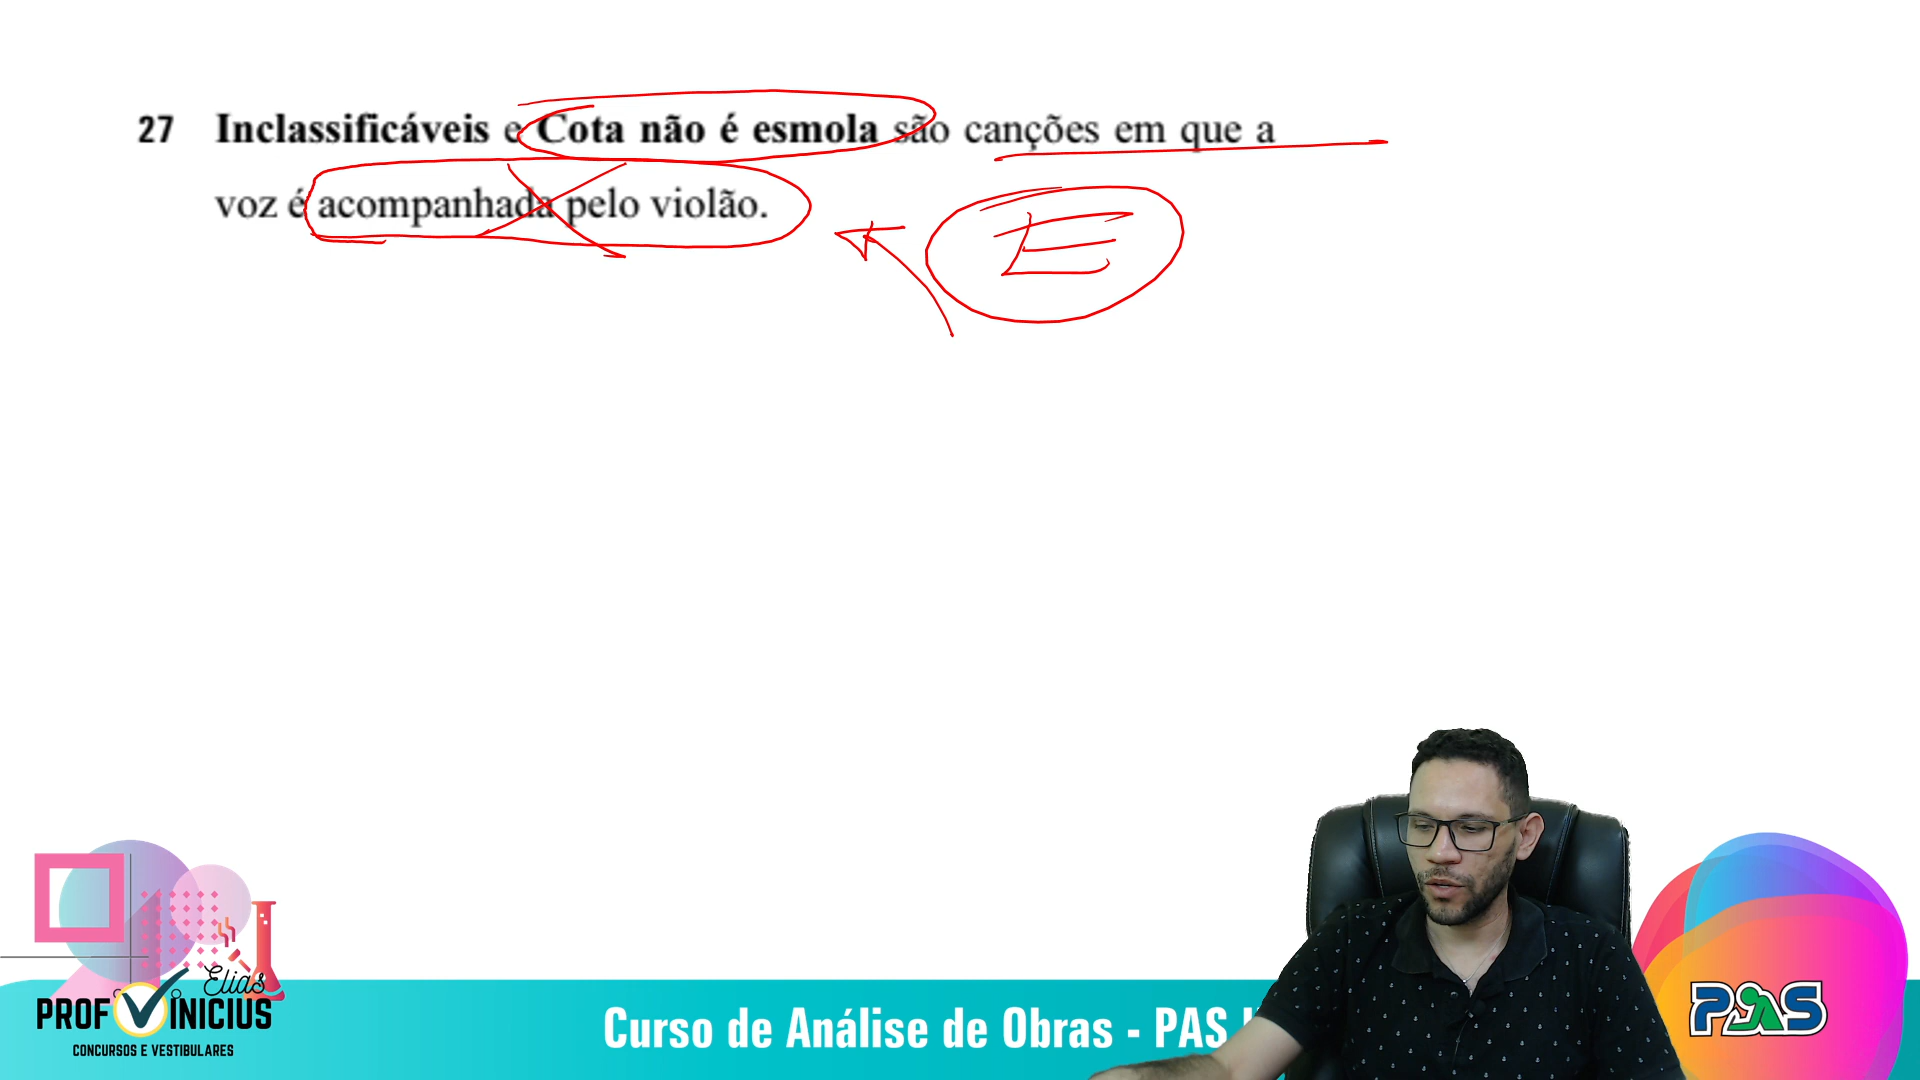 27 Inclassificáveis e Cota não é esmola são canções em que a
voz é acompanhada pelo violão.
E
Elias
PROF VINICIUS
CONCURSOS E VESTIBULARES
Curso de Análise de Obras - PAS
PAS